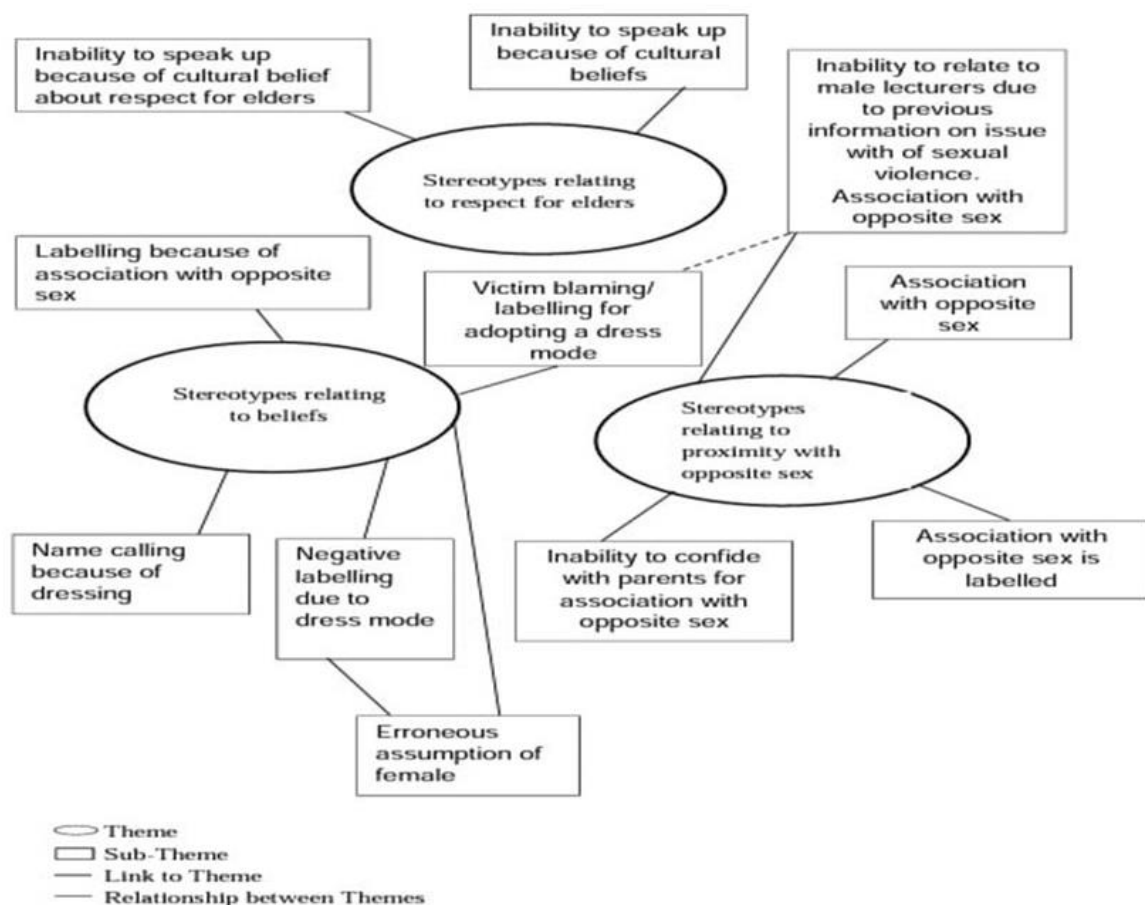 Inability to speak up
because of cultural belief
about respect for elders
Inability to speak up
because of cultural
beliefs
Inability to relate to
male lecturers due
to previous
information on issue
with of sexual
violence.
Association with
opposite sex
Stereotypes relating
to respect for elders
Labelling because of
association with opposite
sex
Victim blaming/
labelling for
adopting a dress
mode
Association
with opposite
sex
Stereotypes relating
to beliefs
Stereotypes
relating to
proximity with
opposite sex
Name calling
because of
dressing
Negative
labelling
due to
dress mode
Inability to confide
with parents for
association with
opposite sex
Association with
opposite sex is
labelled
Erroneous
assumption of
female
Theme
Sub-Theme
Link to Theme
Relationship between Themes